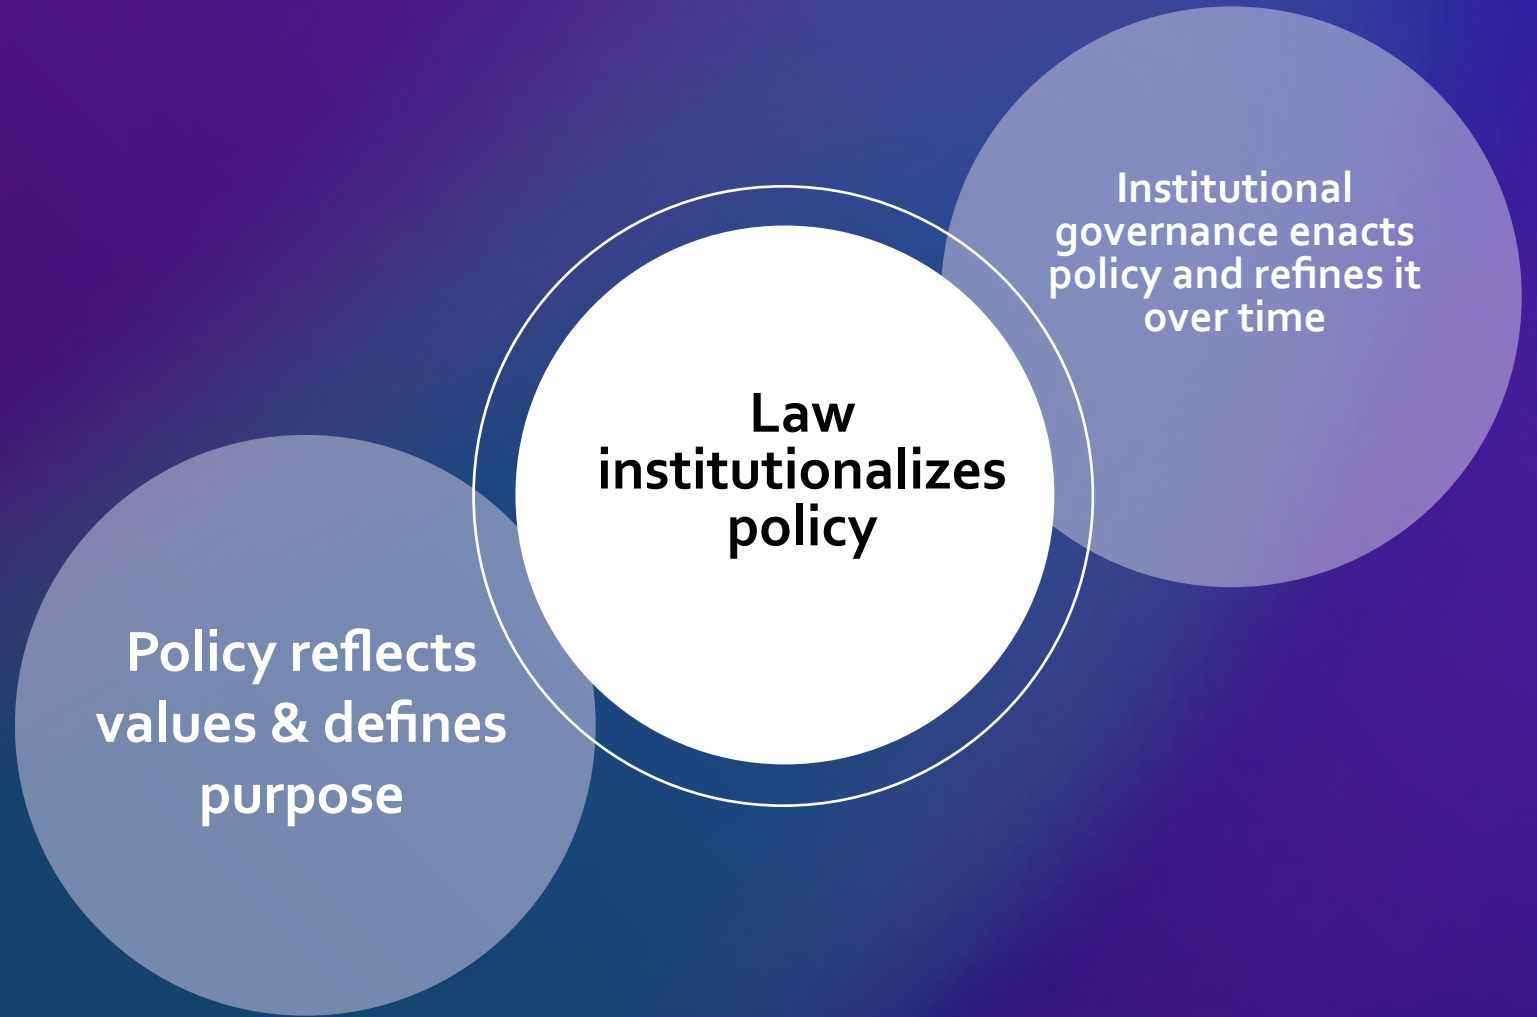 Institutional
governance enacts
policy and refines it
over time
Law
institutionalizes
policy
Policy reflects
values & defines
purpose